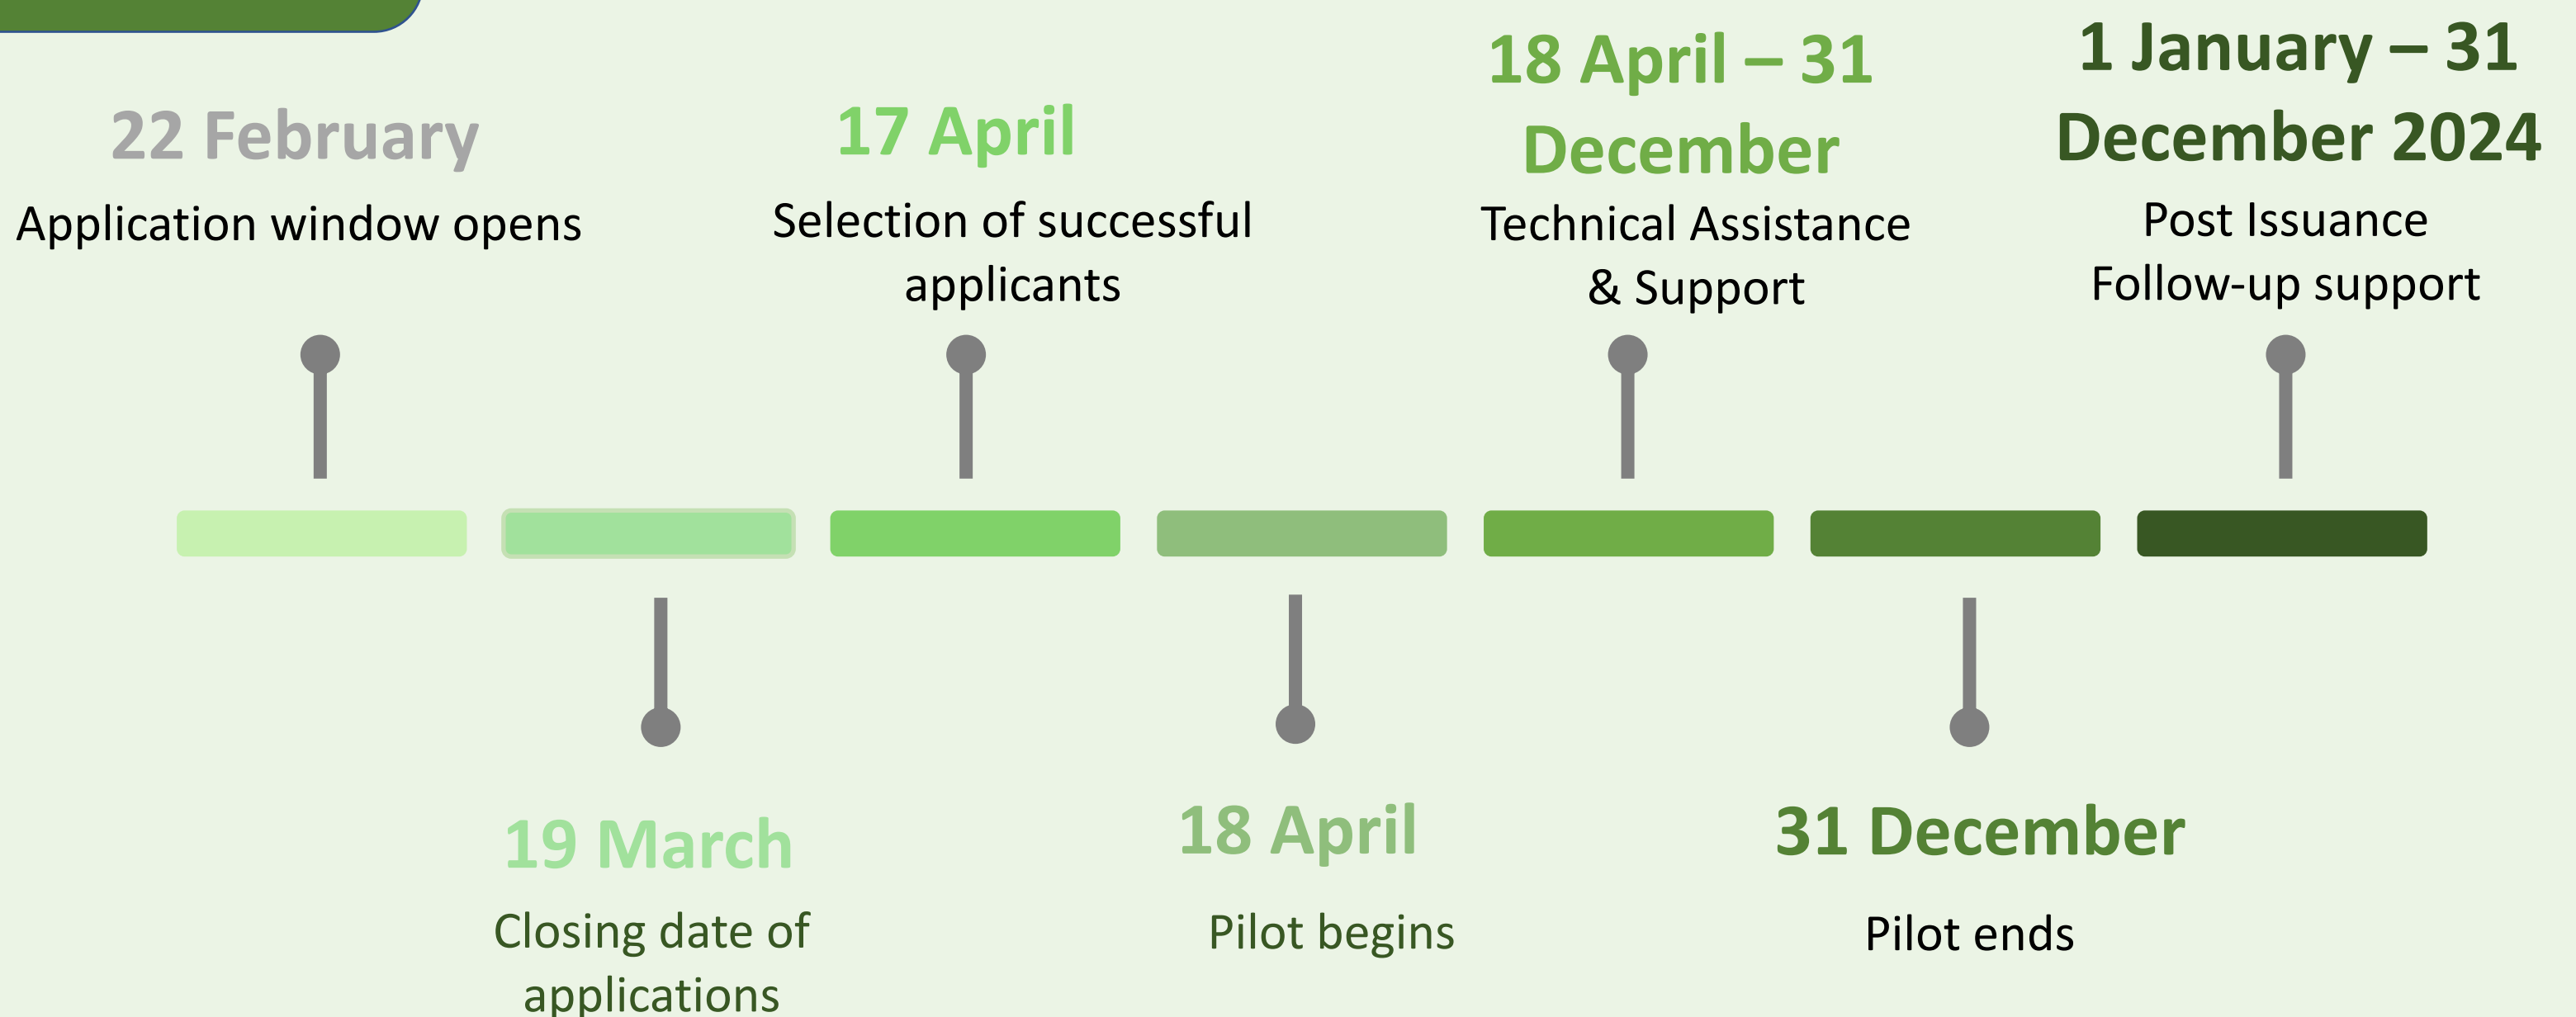 22 February
Application window opens
19 March
Closing date of
applications
17 April
Selection of successful
applicants
18 April
Pilot begins
18 April – 31
December
Technical Assistance
& Support
31 December
Pilot ends
1 January – 31
December 2024
Post Issuance
Follow-up support